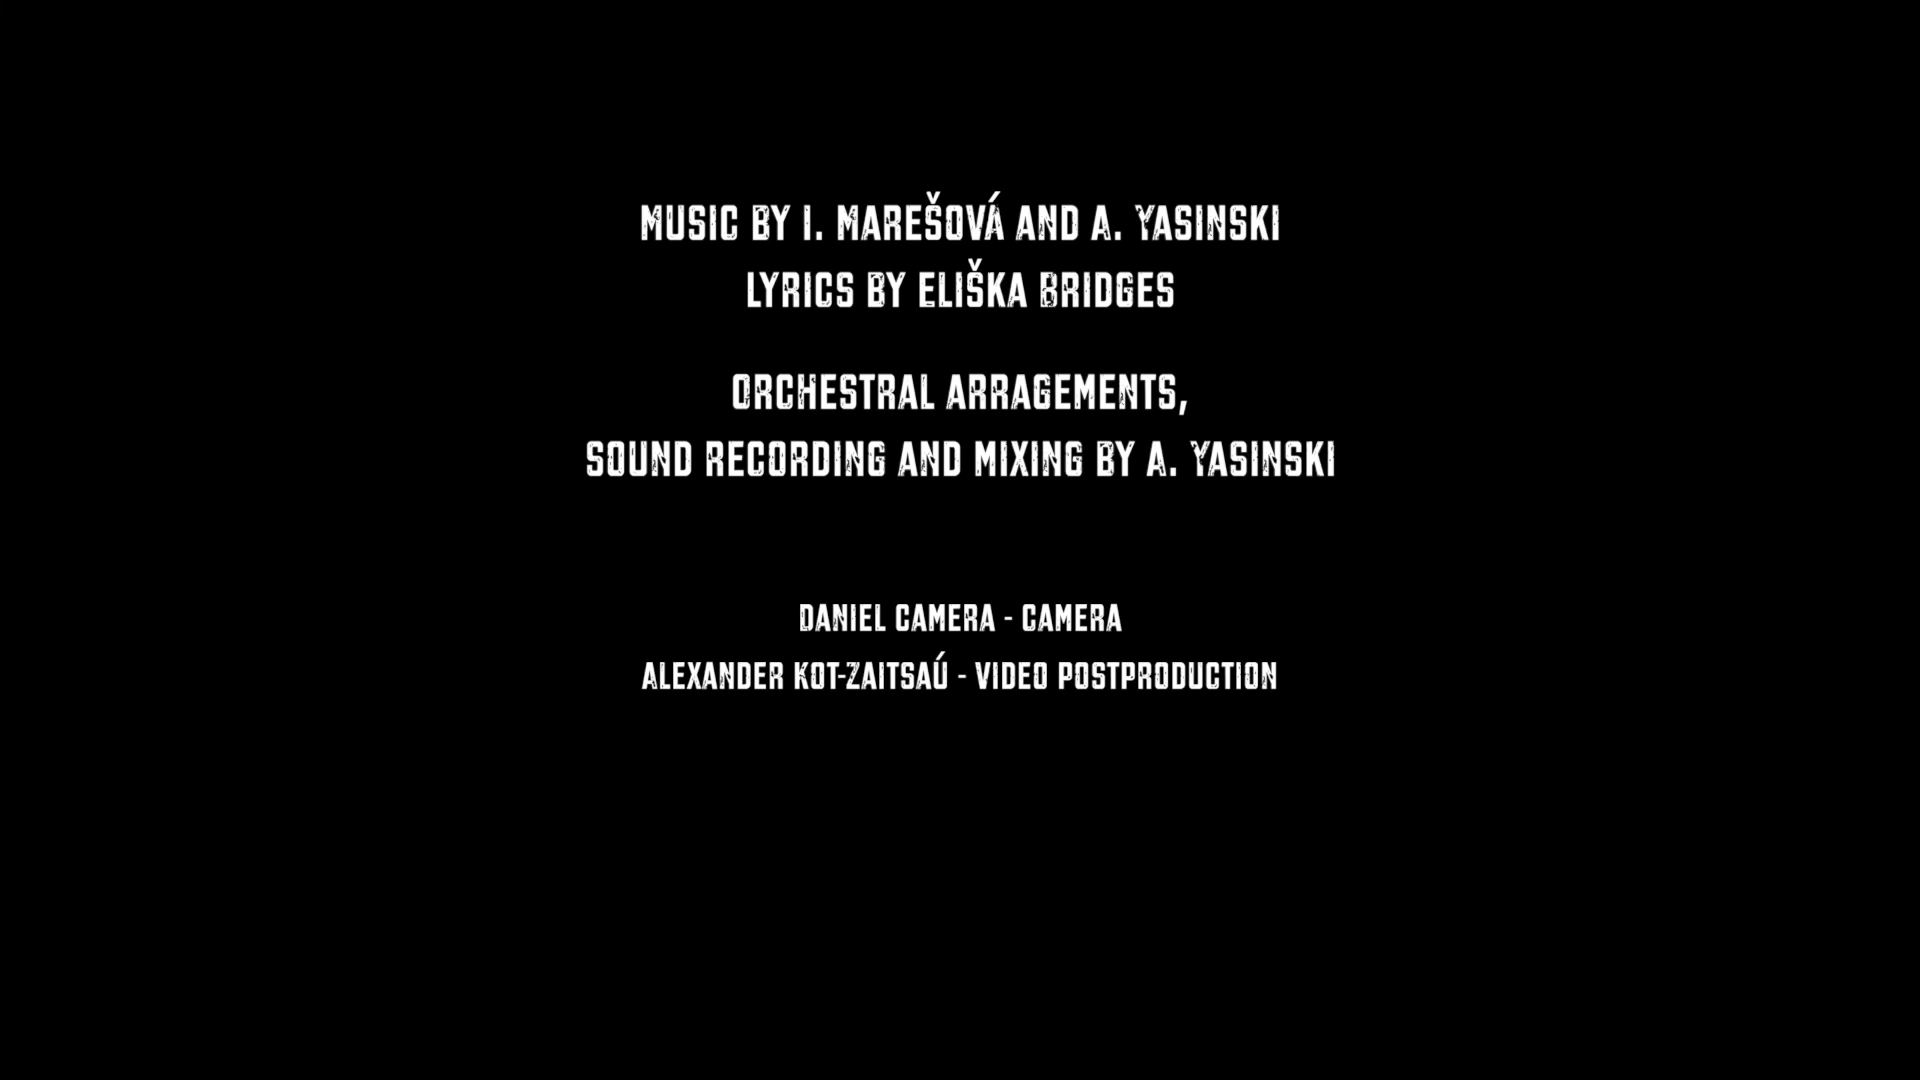 MUSIC BY I. MAREŠOVÁ AND A. YASINSKI
LYRICS BY ELIŠKA BRIDGES
ORCHESTRAL ARRAGEMENTS,
SOUND RECORDING AND MIXING BY A. YASINSKI
DANIEL CAMERA - CAMERA
ALEXANDER KOT-ZAITSAÚ - VIDEO POSTPRODUCTION